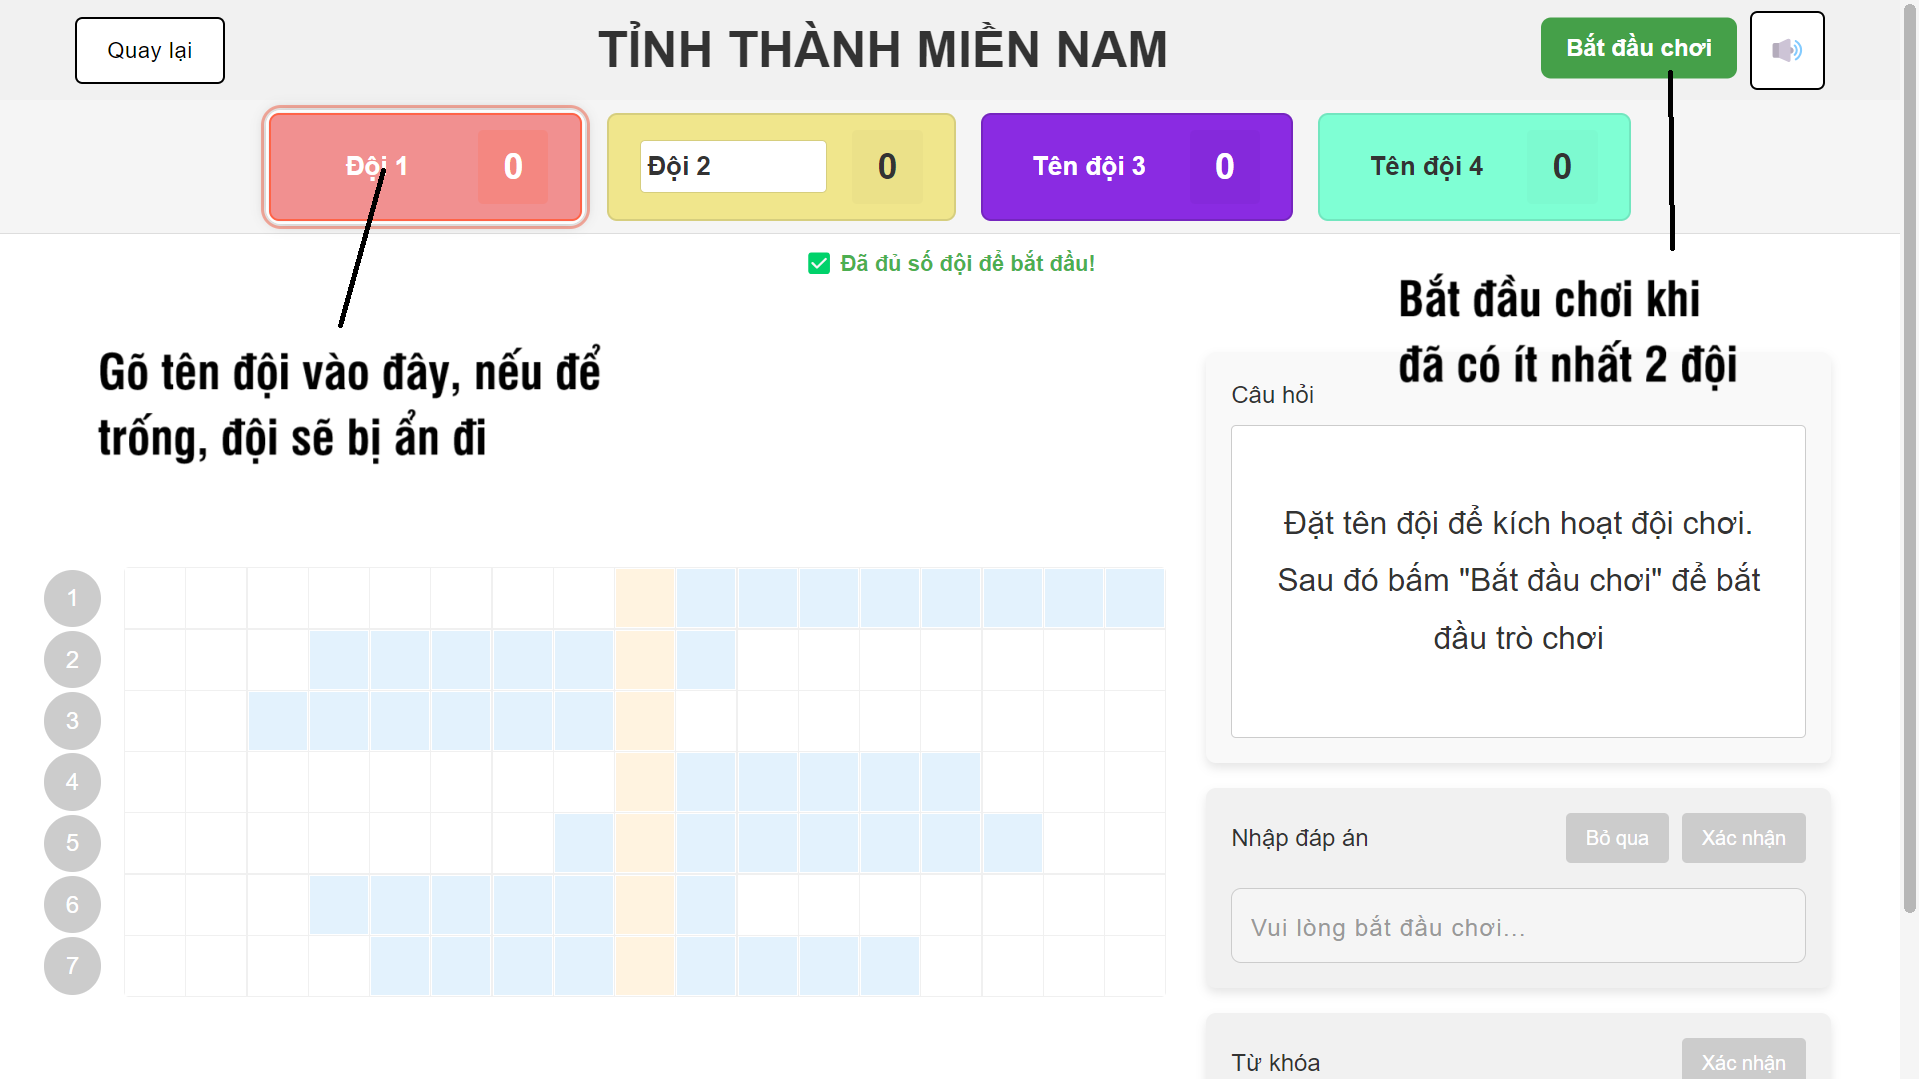 Quay lại
TỈNH THÀNH MIỀN NAM
Bắt đầu chơi
Đội 1
0
Đội 2
0
Tên đội 3
0
Tên đội 4
0
Đã đủ số đội để bắt đầu!
Gõ tên đội vào đây, nếu để
trống, đội sẽ bị ẩn đi
Bắt đầu chơi khi
đã có ít nhất 2 đội
Câu hỏi
Đặt tên đội để kích hoạt đội chơi.
Sau đó bấm "Bắt đầu chơi" để bắt
đầu trò chơi
1
2
3
4
5
6
7
Nhập đáp án
Bỏ qua
Xác nhận
Vui lòng bắt đầu chơi...
Từ khóa
Xác nhận